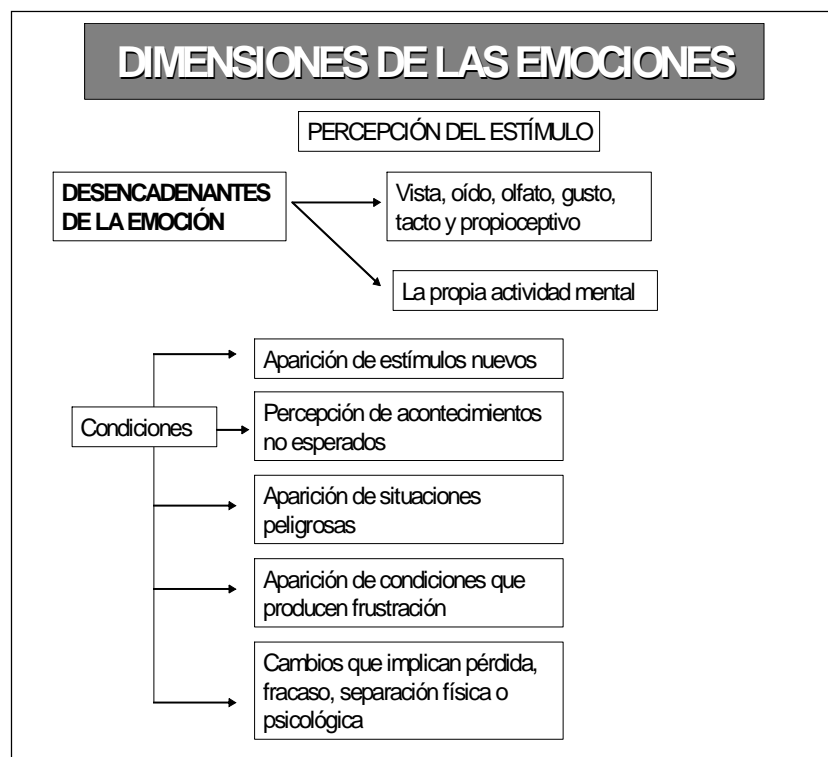 DIMENSIONES DE LAS EMOCIONES
PERCEPCIÓN DEL ESTÍMULO
DESENCADENANTES
DE LA EMOCIÓN
Vista, oído, olfato, gusto,
tacto y propioceptivo
La propia actividad mental
Condiciones
Aparición de estímulos nuevos
Percepción de acontecimientos
no esperados
Aparición de situaciones
peligrosas
Aparición de condiciones que
producen frustración
Cambios que implican pérdida,
fracaso, separación física o
psicológica